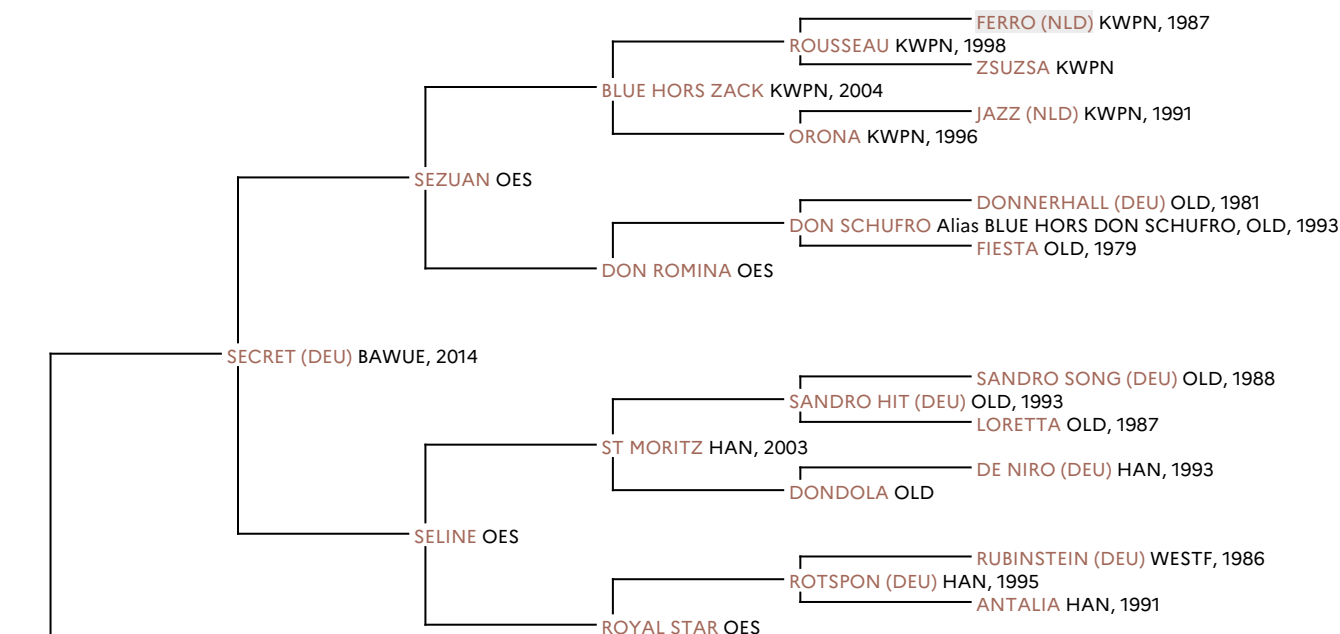 FERRO (NLD) KWPN, 1987
ROUSSEAU KWPN, 1998
ZSUZSA KWPN
BLUE HORS ZACK KWPN, 2004
JAZZ (NLD) KWPN, 1991
ORONA KWPN, 1996
SEZUAN OES
DONNERHALL (DEU) OLD, 1981
DON SCHUFRO Alias BLUE HORS DON SCHUFRO, OLD, 1993
FIESTA OLD, 1979
DON ROMINA OES
SECRET (DEU) BAWUE, 2014
SANDRO SONG (DEU) OLD, 1988
SANDRO HIT (DEU) OLD, 1993
LORETTA OLD, 1987
ST MORITZ HAN, 2003
DE NIRO (DEU) HAN, 1993
DONDOLA OLD
SELINE OES
RUBINSTEIN (DEU) WESTF, 1986
ROTSPON (DEU) HAN, 1995
ANTALIA HAN, 1991
ROYAL STAR OES